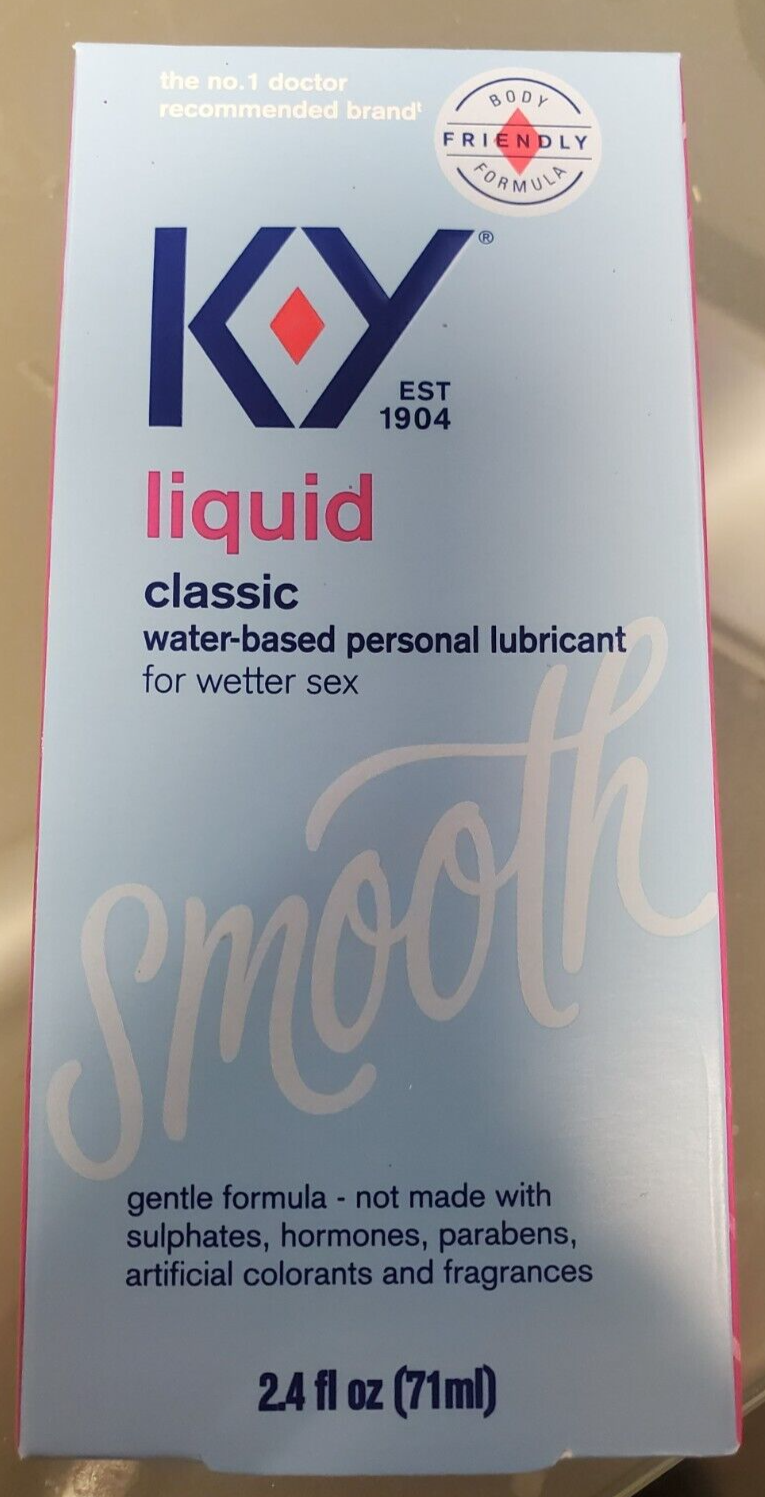 the no.1 doctor
recommended brand†
BODY
FRIENDLY
FORMULA
KY®
EST
1904
liquid
classic
water-based personal lubricant
for wetter sex
smooth
gentle formula - not made with
sulphates, hormones, parabens,
artificial colorants and fragrances
2.4 fl oz (71ml)